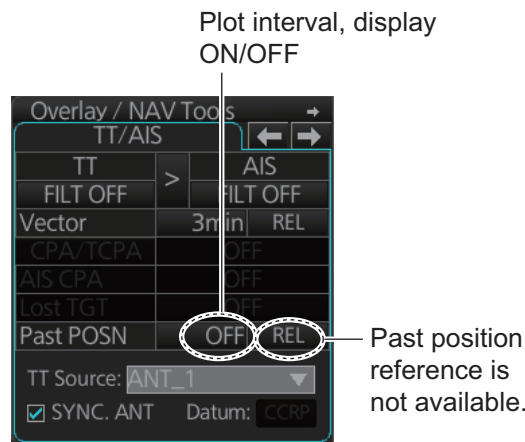 Plot interval, display
ON/OFF
Overlay / NAV Tools
TT/AIS
TT > AIS
FILT OFF FILT OFF
Vector 3min REL
CPA/TCPA OFF
AIS CPA OFF
Lost TGT OFF
Past POSN OFF REL
Past position
reference is
not available.
TT Source: ANT_1
SYNC. ANT Datum: CCRP